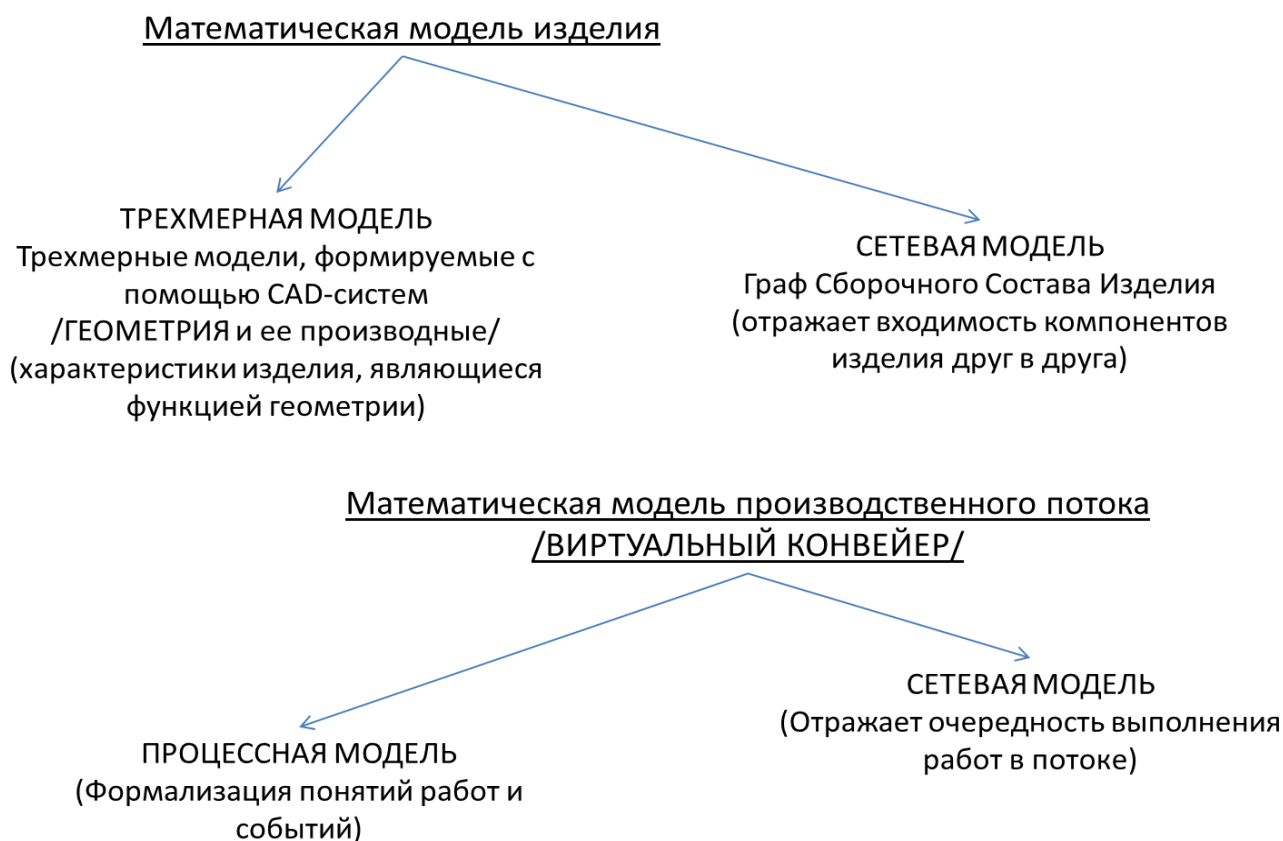 Математическая модель изделия
ТРЕХМЕРНАЯ МОДЕЛЬ
Трехмерные модели, формируемые с
помощью CAD-систем
/ГЕОМЕТРИЯ и ее производные/
(характеристики изделия, являющиеся
функцией геометрии)
СЕТЕВАЯ МОДЕЛЬ
Граф Сборочного Состава Изделия
(отражает входимость компонентов
изделия друг в друга)
Математическая модель производственного потока
/ВИРТУАЛЬНЫЙ КОНВЕЙЕР/
ПРОЦЕССНАЯ МОДЕЛЬ
(Формализация понятий работ и
событий)
СЕТЕВАЯ МОДЕЛЬ
(Отражает очередность выполнения
работ в потоке)